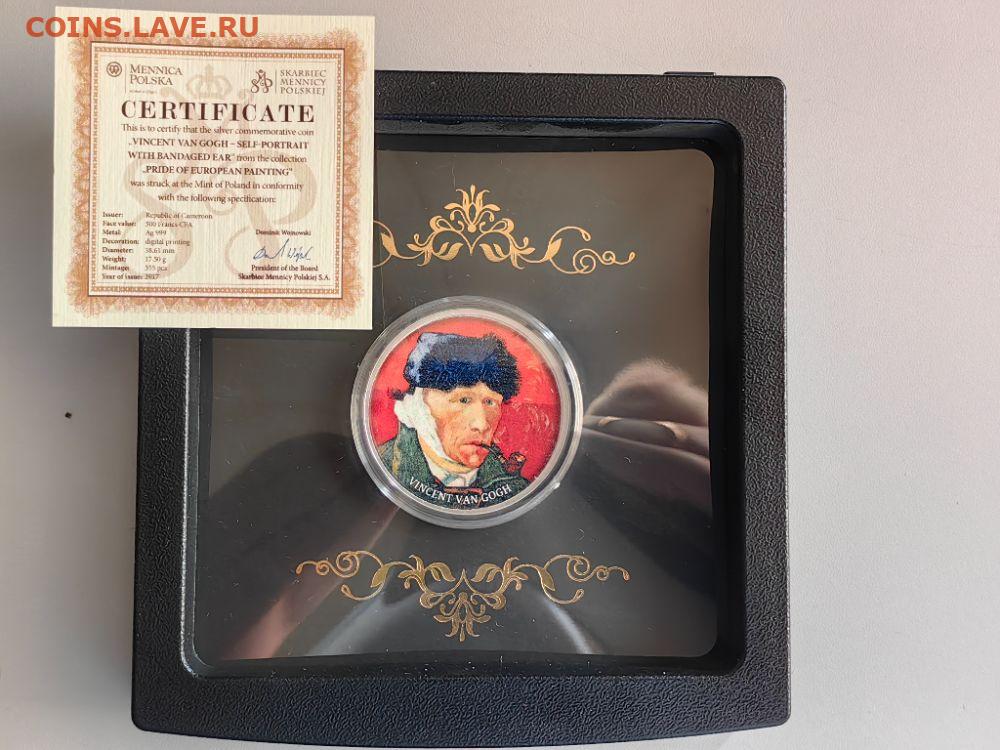 COINS.LAVE.RU
MENNICA POLSKA
SKARBIEC MENNICY POLSKIEJ
CERTIFICATE
This is to certify that the silver commemorative coin
„VINCENT VAN GOGH – SELF-PORTRAIT
WITH BANDAGED EAR" from the collection
„PRIDE OF EUROPEAN PAINTING"
was struck at the Mint of Poland in conformity
with the following specification:
Issuer: Republic of Cameroon
Face value: 500 Francs CFA
Metal: Ag 999
Decoration: digital printing
Diameter: 38.61 mm
Weight: 17.50 g
Mintage: 555 pcs
Year of issue: 2017
Dominik Wojnowski
President of the Board
Skarbiec Mennicy Polskiej S.A.
VINCENT VAN GOGH